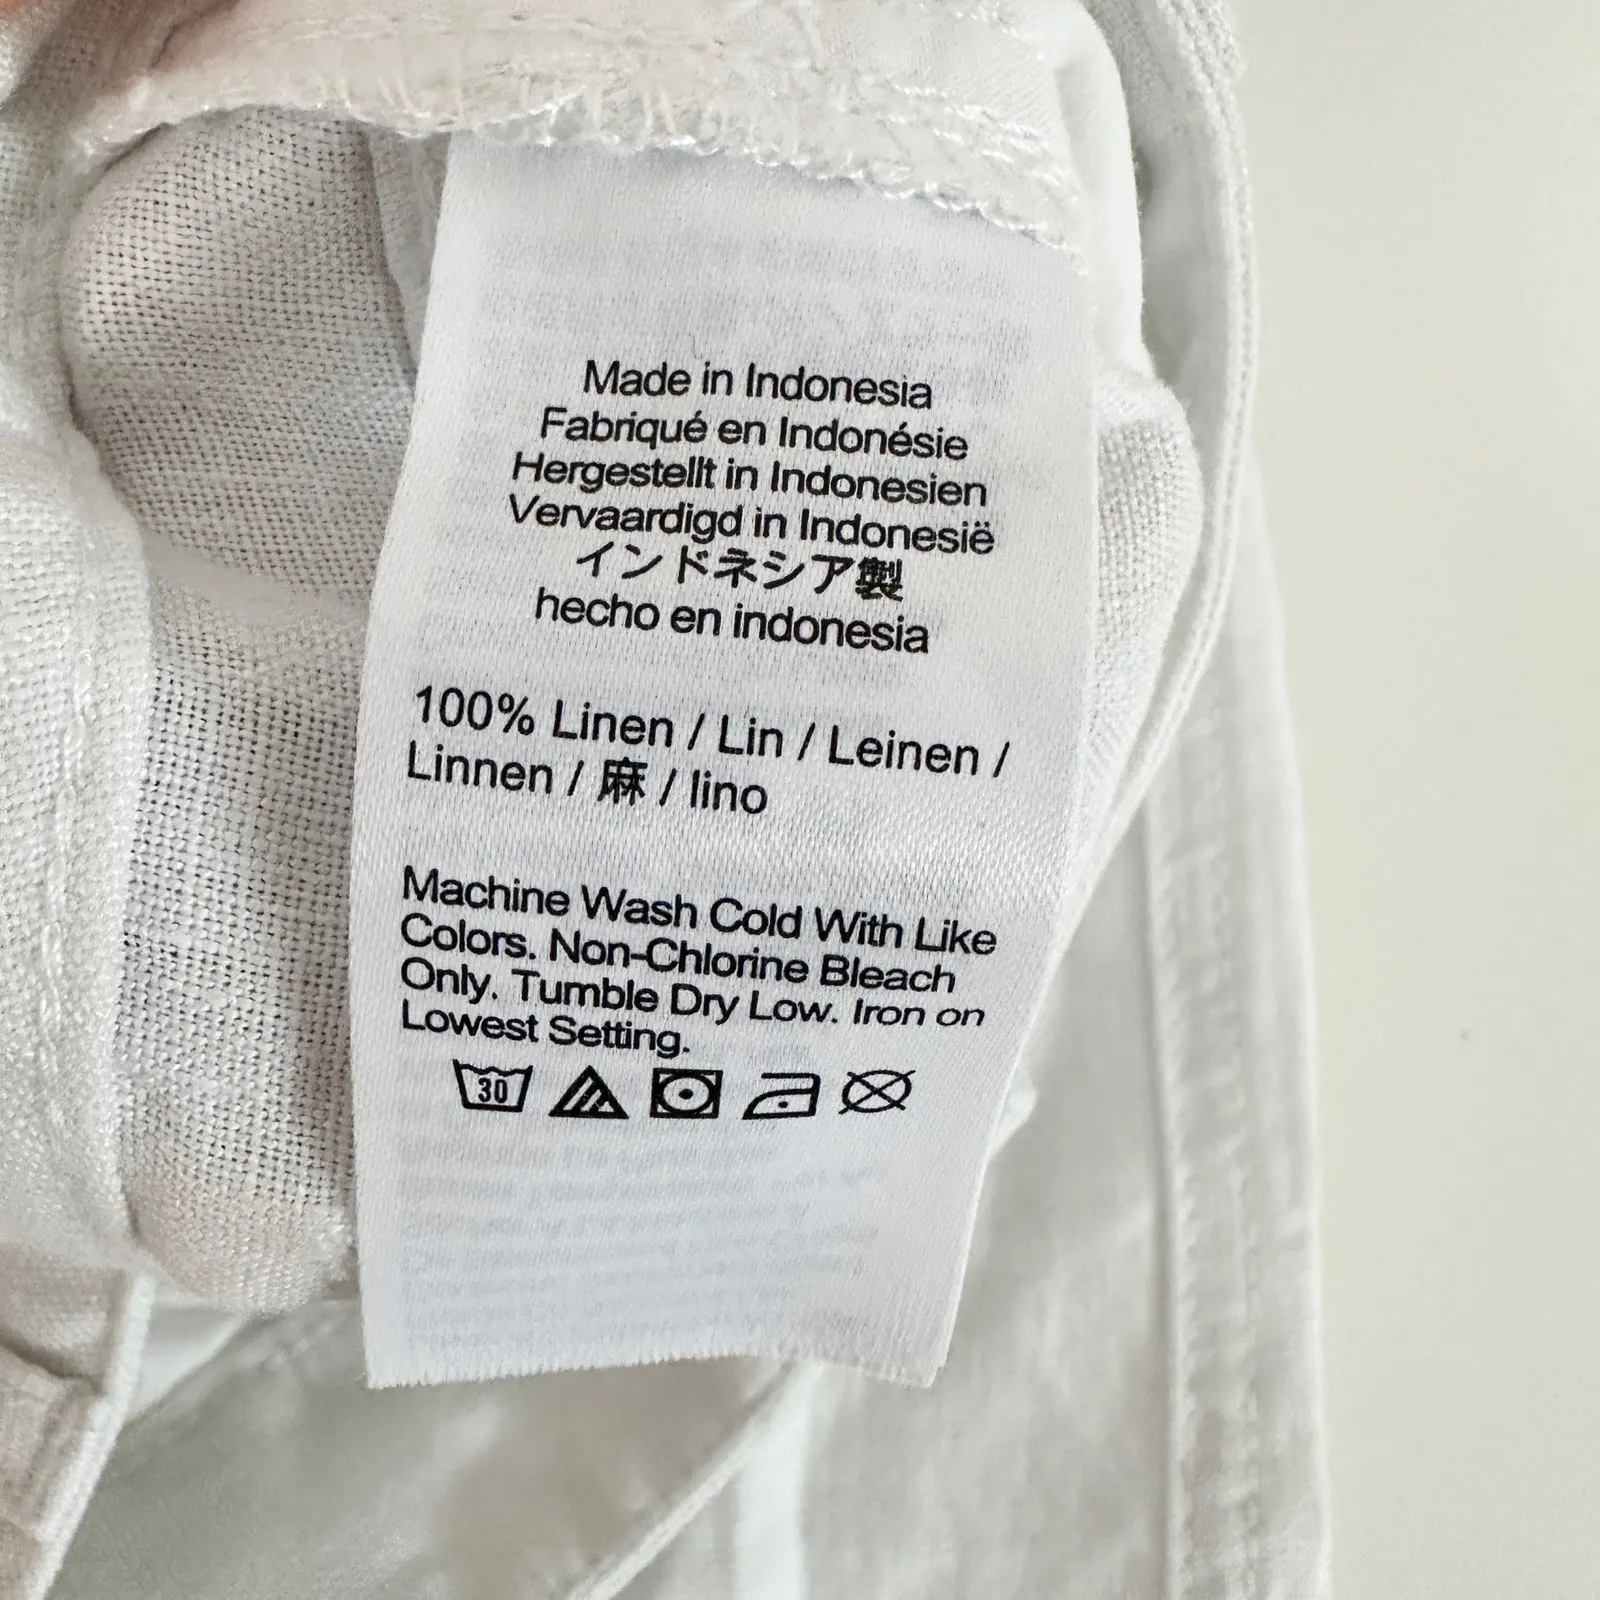 Made in Indonesia
Fabriqué en Indonésie
Hergestellt in Indonesien
Vervaardigd in Indonesië
インドネシア製
hecho en indonesia
100% Linen / Lin / Leinen /
Linnen / 麻 / lino
Machine Wash Cold With Like
Colors. Non-Chlorine Bleach
Only. Tumble Dry Low. Iron on
Lowest Setting.
30